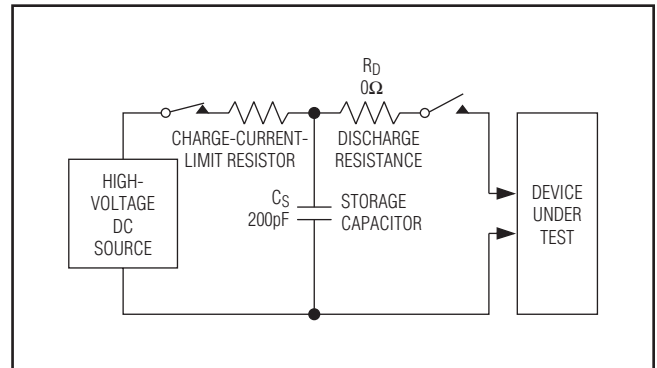 R_D
0Ω
CHARGE-CURRENT-
LIMIT RESISTOR
DISCHARGE
RESISTANCE
HIGH-
VOLTAGE
DC
SOURCE
C_S
200pF
STORAGE
CAPACITOR
DEVICE
UNDER
TEST